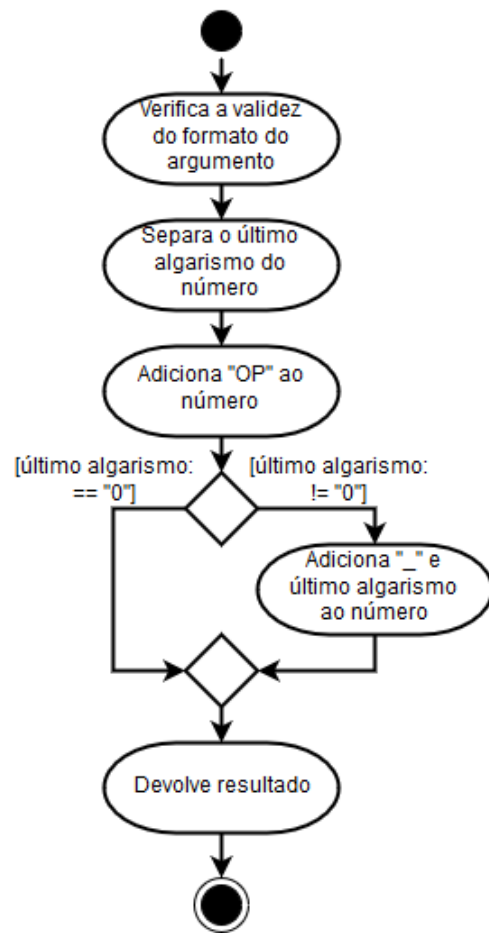 Verifica a validez
do formato do
argumento
Separa o último
algarismo do
número
Adiciona "OP" ao
número
[último algarismo:
== "0"]
[último algarismo:
!= "0"]
Adiciona "_" e
último algarismo
ao número
Devolve resultado